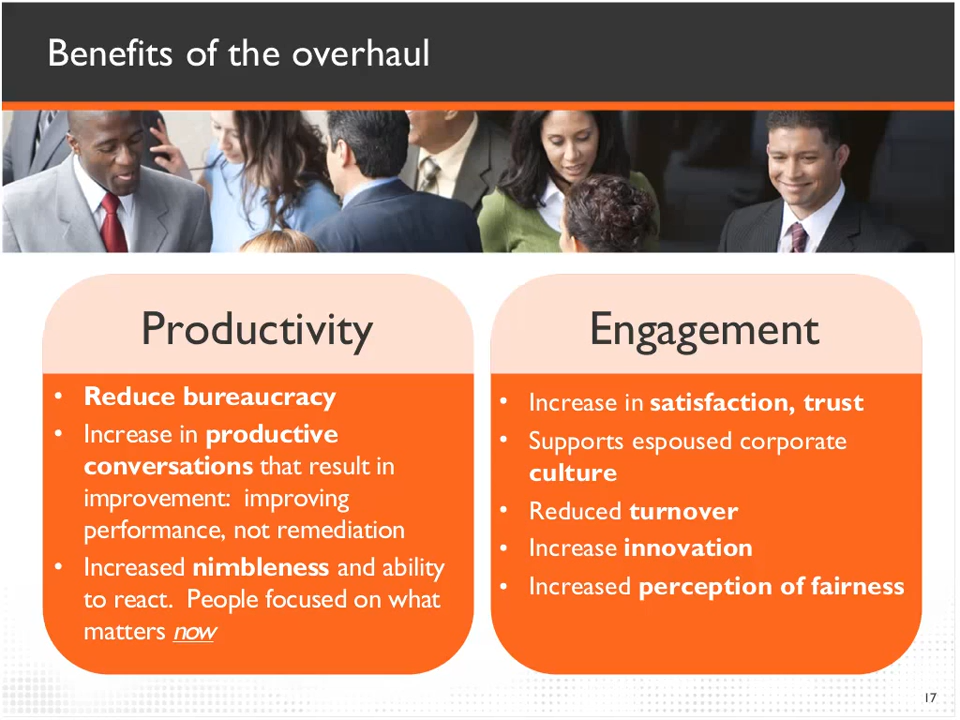 Benefits of the overhaul
Productivity
• Reduce bureaucracy
• Increase in productive
conversations that result in
improvement:  improving
performance, not remediation
• Increased nimbleness and ability
to react.  People focused on what
matters now
Engagement
• Increase in satisfaction, trust
• Supports espoused corporate
culture
• Reduced turnover
• Increase innovation
• Increased perception of fairness
17